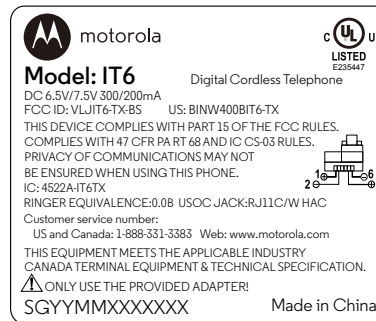 motorola
C UL US
LISTED
E235447
Model: IT6
Digital Cordless Telephone
DC 6.5V/7.5V 300/200mA
FCC ID: VLJIT6-TX-BS US: BINW400BIT6-TX
THIS DEVICE COMPLIES WITH PART 15 OF THE FCC RULES.
COMPLIES WITH 47 CFR PA RT 68 AND IC CS-03 RULES.
PRIVACY OF COMMUNICATIONS MAY NOT
BE ENSURED WHEN USING THIS PHONE.
1 6
2
IC: 4522A-IT6TX
RINGER EQUIVALENCE:0.0B USOC JACK:RJ11C/W HAC
Customer service number:
US and Canada: 1-888-331-3383 Web: www.motorola.com
THIS EQUIPMENT MEETS THE APPLICABLE INDUSTRY
CANADA TERMINAL EQUIPMENT & TECHNICAL SPECIFICATION.
ONLY USE THE PROVIDED ADAPTER!
SGYYMMXXXXXXX
Made in China